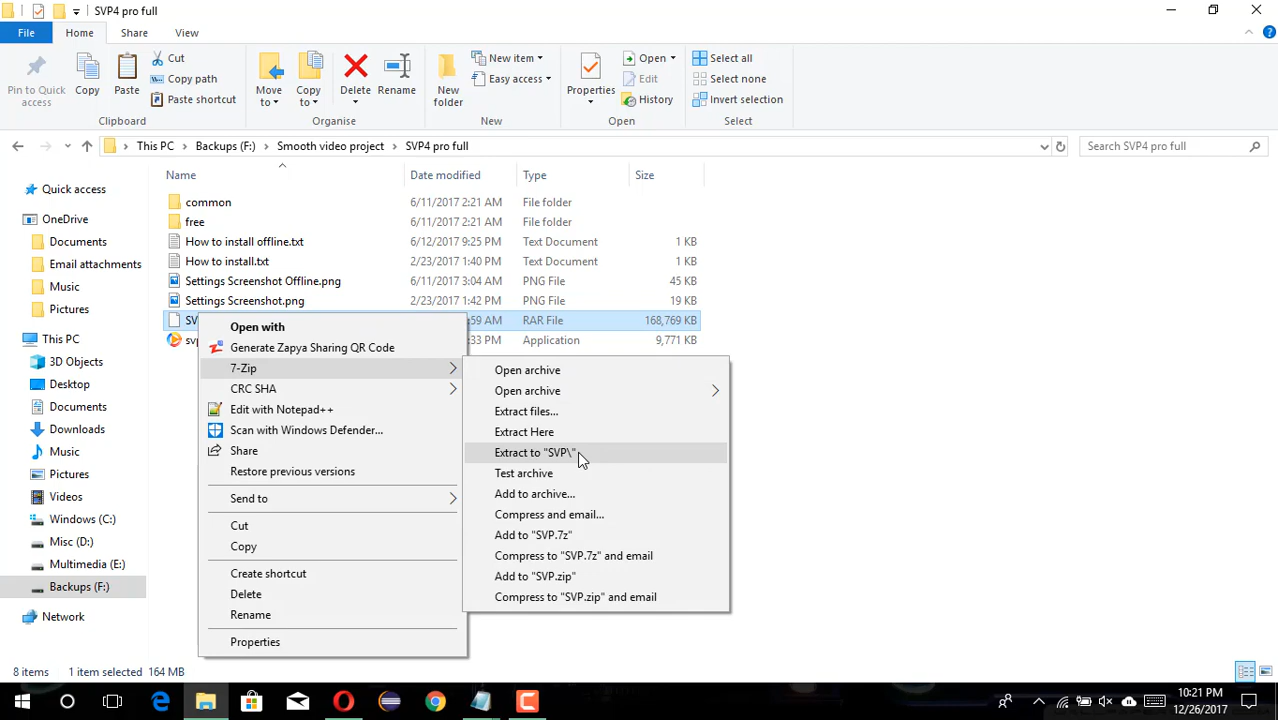 SVP4 pro full
File Home Share View
Pin to Quick access
Copy
Paste
Cut
Copy path
Paste shortcut
Clipboard
Move to
Copy to
Delete
Rename
Organise
New folder
New item
Easy access
New
Properties
Open
Edit
History
Open
Select all
Select none
Invert selection
Select
This PC > Backups (F:) > Smooth video project > SVP4 pro full
Search SVP4 pro full
Name Date modified Type Size
common 6/11/2017 2:21 AM File folder
free 6/11/2017 2:21 AM File folder
How to install offline.txt 6/12/2017 9:25 PM Text Document 1 KB
How to install.txt 2/23/2017 1:40 PM Text Document 1 KB
Settings Screenshot Offline.png 6/11/2017 3:04 AM PNG File 45 KB
Settings Screenshot.png 2/23/2017 1:42 PM PNG File 19 KB
SV :59 AM RAR File 168,769 KB
sv :33 PM Application 9,771 KB
Quick access
OneDrive
Documents
Email attachments
Music
Pictures
This PC
3D Objects
Desktop
Documents
Downloads
Music
Pictures
Videos
Windows (C:)
Misc (D:)
Multimedia (E:)
Backups (F:)
Network
Open with
Generate Zapya Sharing QR Code
7-Zip
CRC SHA
Edit with Notepad++
Scan with Windows Defender...
Share
Restore previous versions
Send to
Cut
Copy
Create shortcut
Delete
Rename
Properties
Open archive
Open archive
Extract files...
Extract Here
Extract to "SVP\"
Test archive
Add to archive...
Compress and email...
Add to "SVP.7z"
Compress to "SVP.7z" and email
Add to "SVP.zip"
Compress to "SVP.zip" and email
8 items 1 item selected 164 MB
10:21 PM
12/26/2017